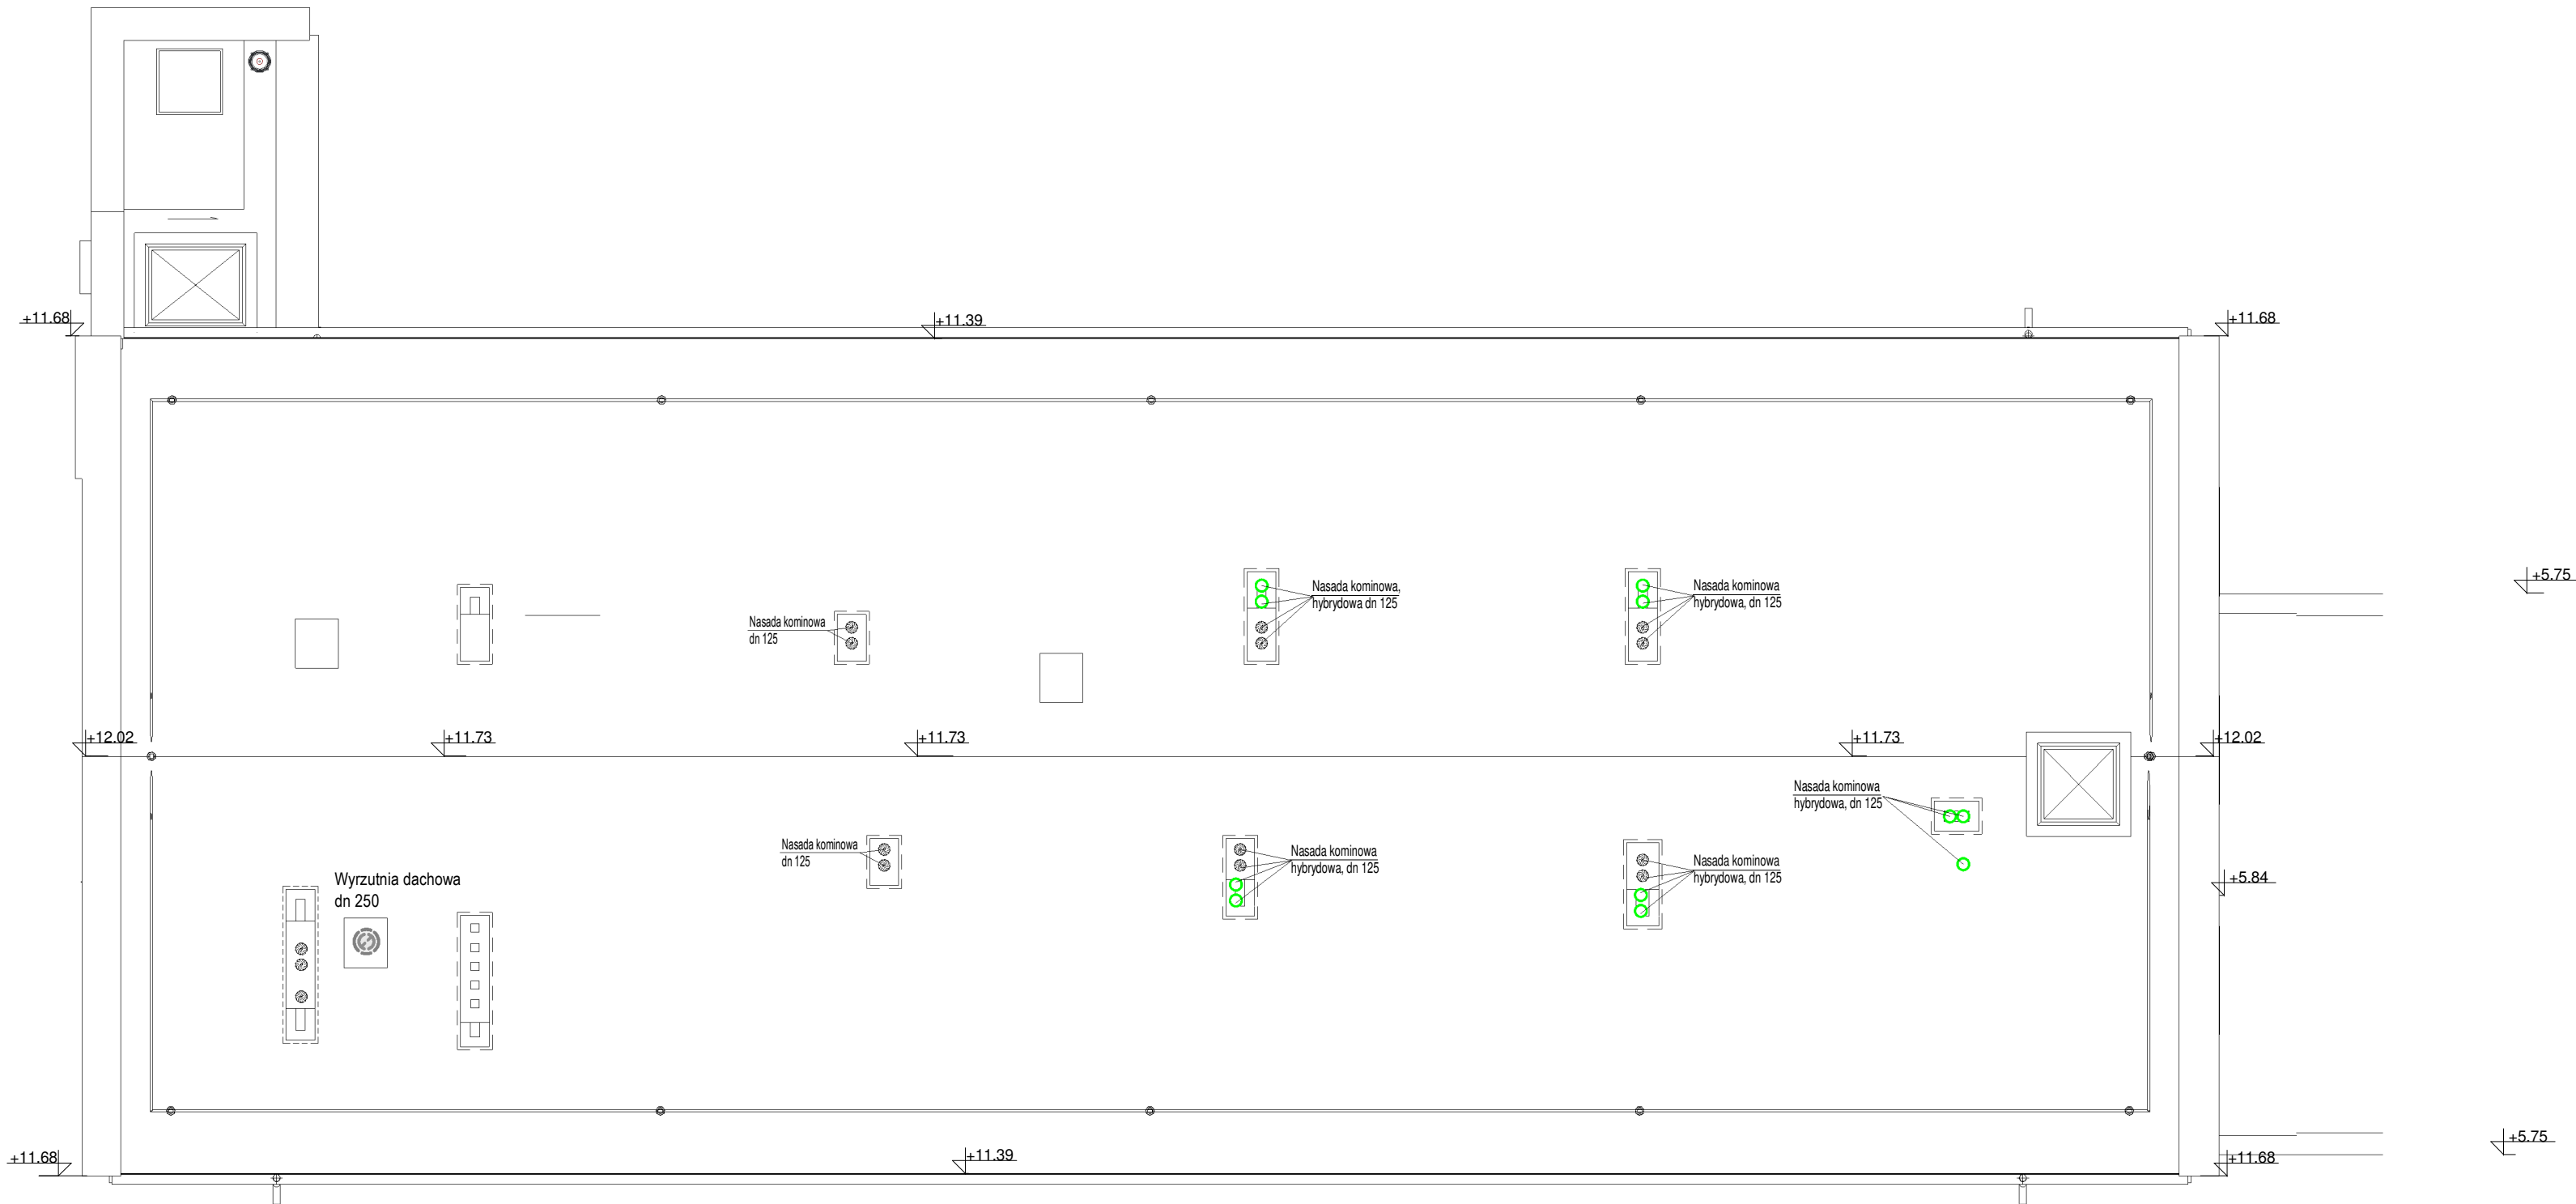 +11.68
+11.39
+11.68
+5.75
Nasada kominowa,
hybrydowa dn 125
Nasada kominowa
hybrydowa, dn 125
Nasada kominowa
dn 125
+12.02
+11.73
+11.73
+11.73
+12.02
Nasada kominowa
hybrydowa, dn 125
Nasada kominowa
dn 125
Nasada kominowa
hybrydowa, dn 125
Nasada kominowa
hybrydowa, dn 125
Wyrzutnia dachowa
dn 250
+5.84
+5.75
+11.68
+11.39
+11.68